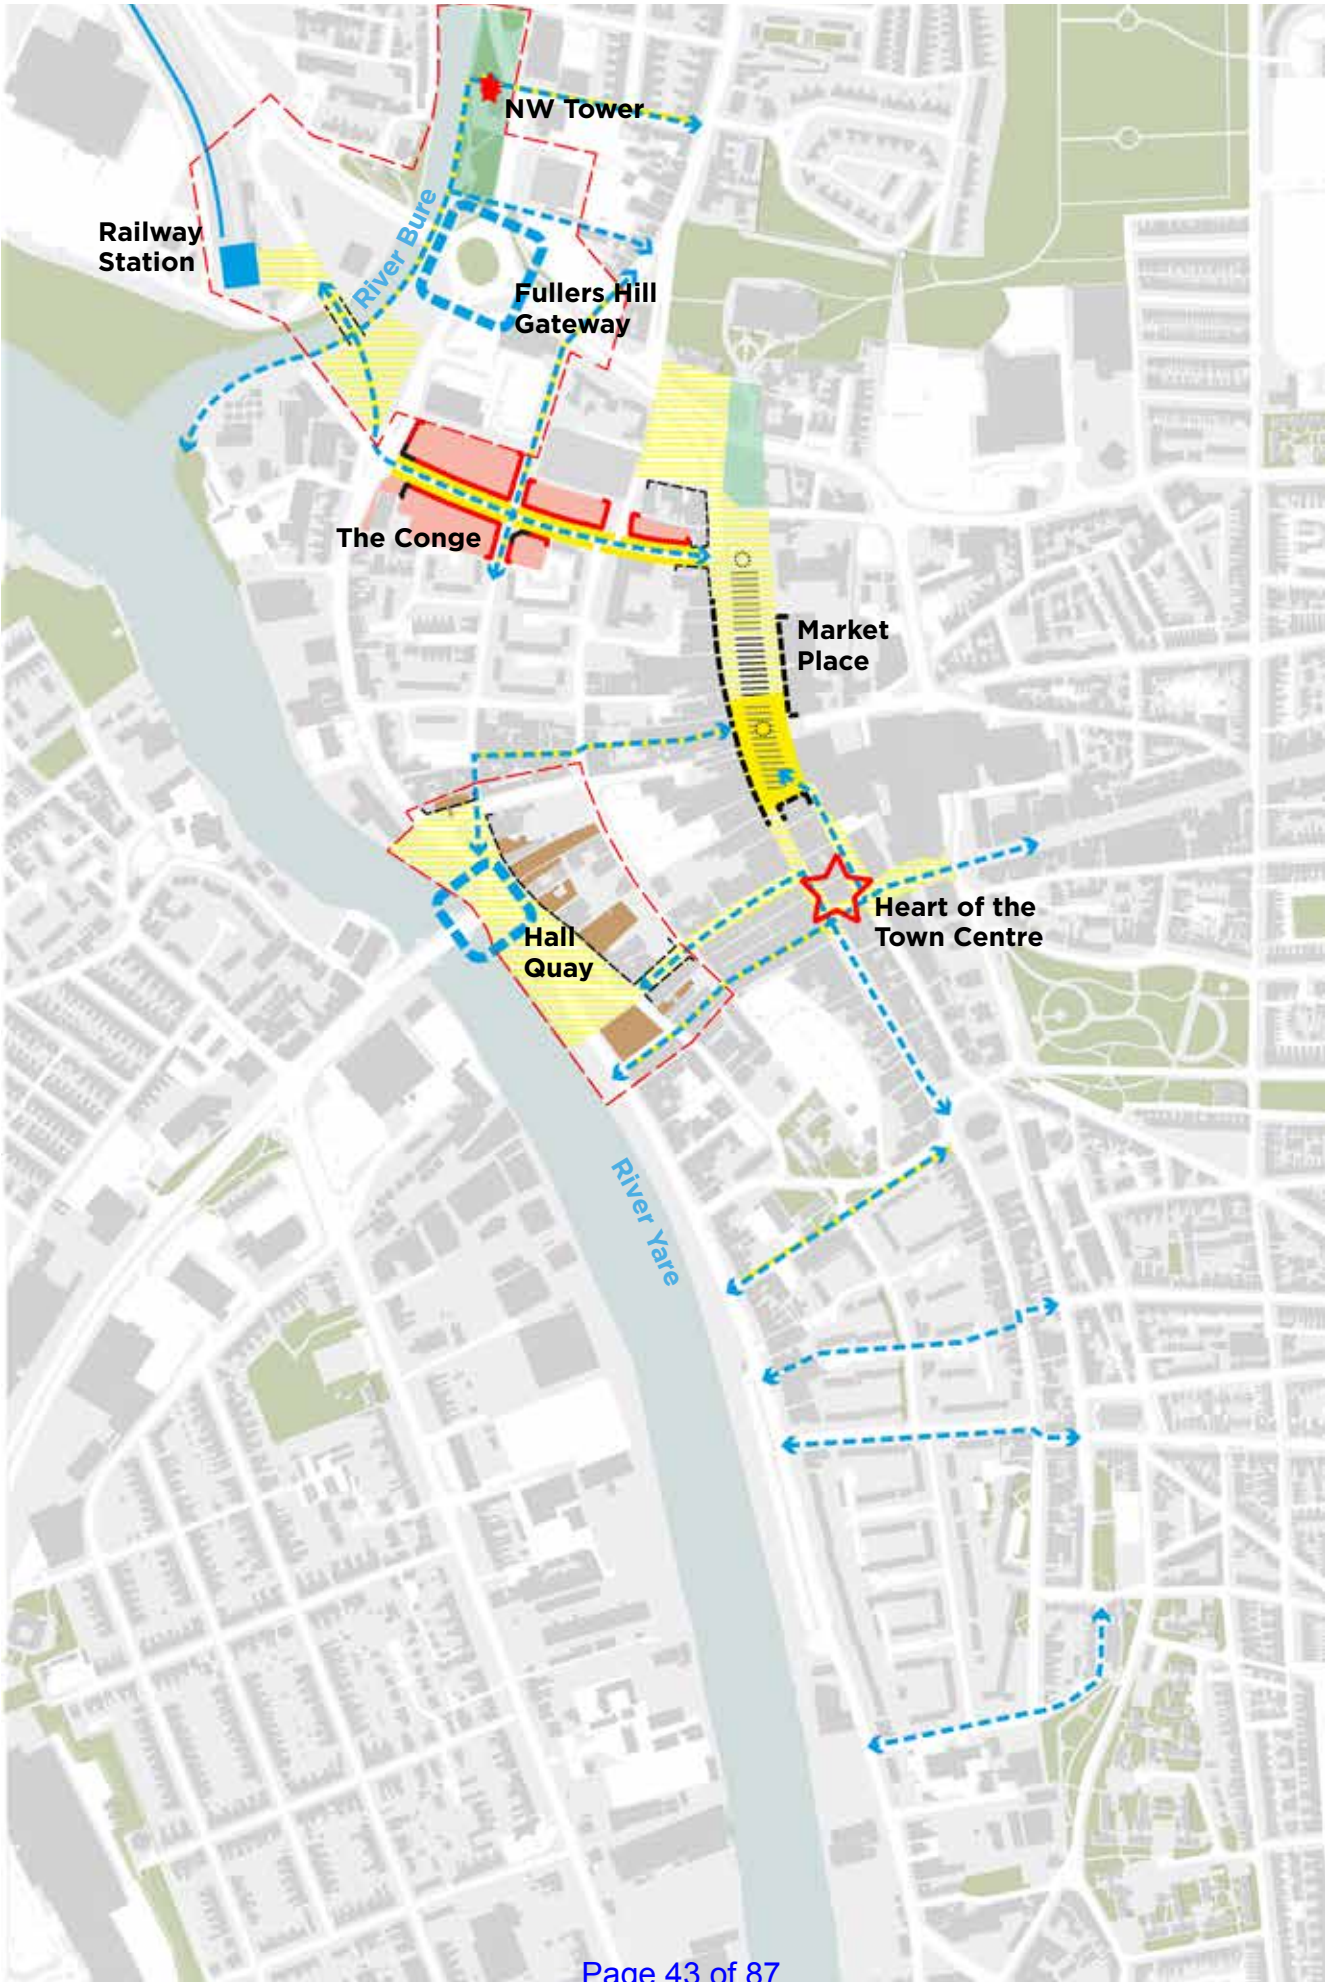 NW Tower
River Bure
Railway
Station
Fullers Hill
Gateway
The Conge
Market
Place
Heart of the
Town Centre
Hall
Quay
River Yare
Page 43 of 87